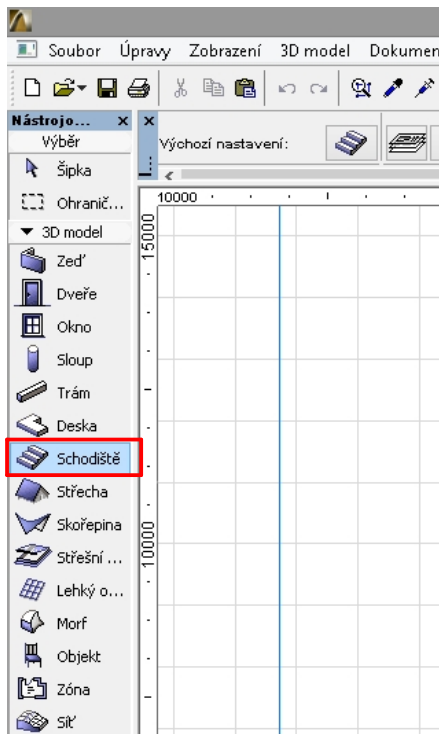 Soubor Úpravy Zobrazení 3D model Dokumen
Nástrojo...
Výběr
Výchozí nastavení:
Šipka
Ohranič...
10000
3D model
15000
Zeď
Dveře
Okno
Sloup
Trám
Deska
Schodiště
Střecha
Skořepina
10000
Střešní ...
Lehký o...
Morf
Objekt
Zóna
Síť